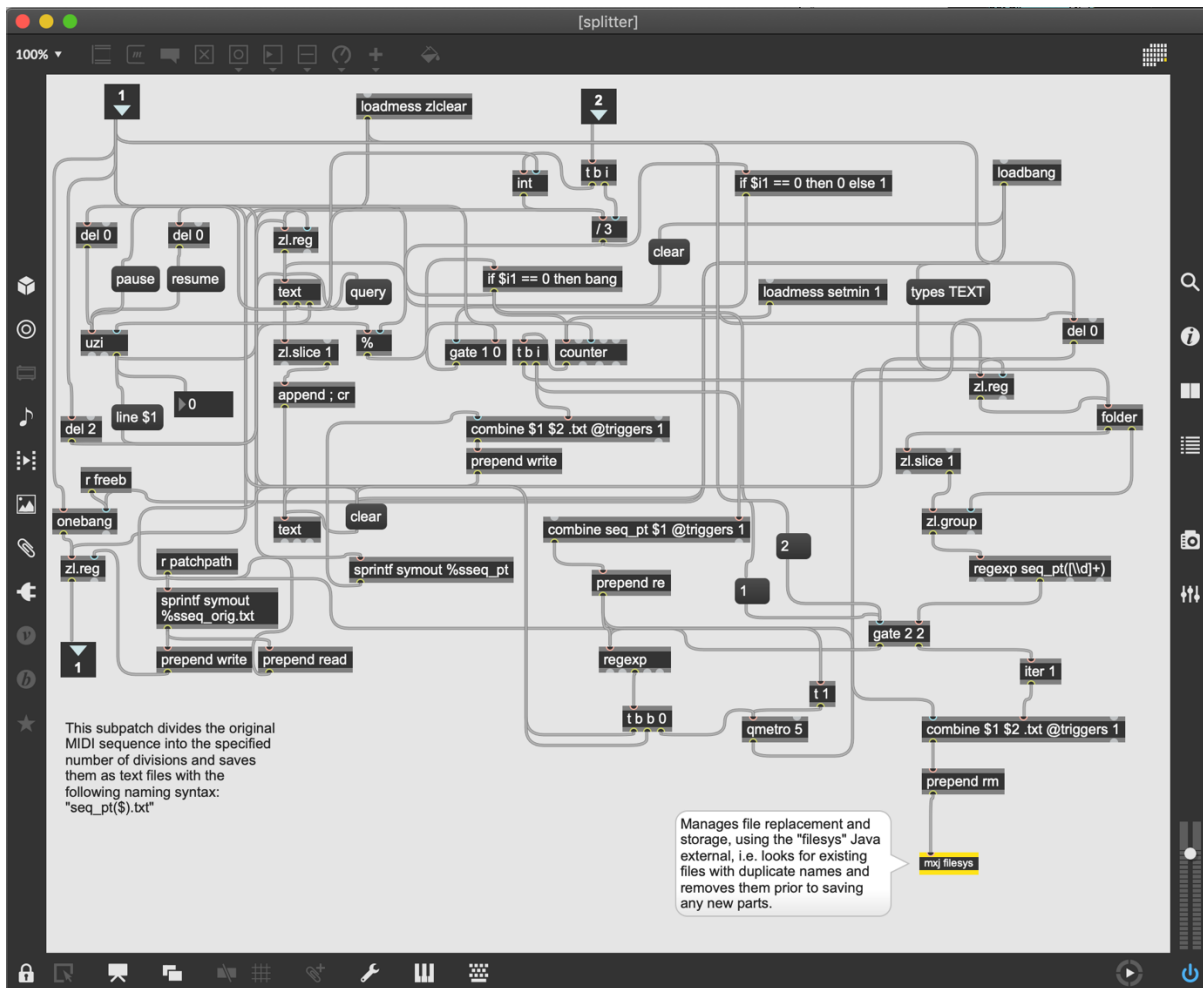 [splitter]
100% ▼
1
loadmess zlclear
2
t b i
int
if $i1 == 0 then 0 else 1
loadbang
del 0
del 0
zl.reg
/ 3
clear
pause
resume
text
query
if $i1 == 0 then bang
loadmess setmin 1
types TEXT
del 0
uzi
zl.slice 1
%
gate 1 0
t b i
counter
zl.reg
append ; cr
0
line $1
del 2
folder
combine $1 $2 .txt @triggers 1
prepend write
zl.slice 1
r freeb
onebang
text
clear
combine seq_pt $1 @triggers 1
zl.group
2
zl.reg
r patchpath
sprintf symout %sseq_pt
regexp seq_pt([\\d]+)
prepend re
1
sprintf symout
%sseq_orig.txt
gate 2 2
1
prepend write
prepend read
regexp
iter 1
t 1
t b b 0
qmetro 5
combine $1 $2 .txt @triggers 1
This subpatch divides the original
MIDI sequence into the specified
number of divisions and saves
them as text files with the
following naming syntax:
"seq_pt($).txt"
prepend rm
Manages file replacement and
storage, using the "filesys" Java
external, i.e. looks for existing
files with duplicate names and
removes them prior to saving
any new parts.
mxj filesys